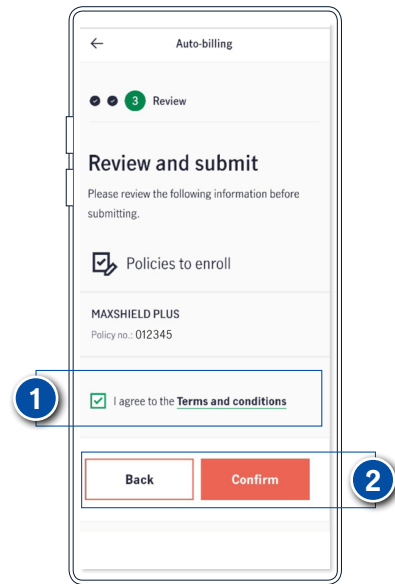 Auto-billing
3 Review
Review and submit
Please review the following information before
submitting.
Policies to enroll
MAXSHIELD PLUS
Policy no.: 012345
1
I agree to the Terms and conditions
Back Confirm
2